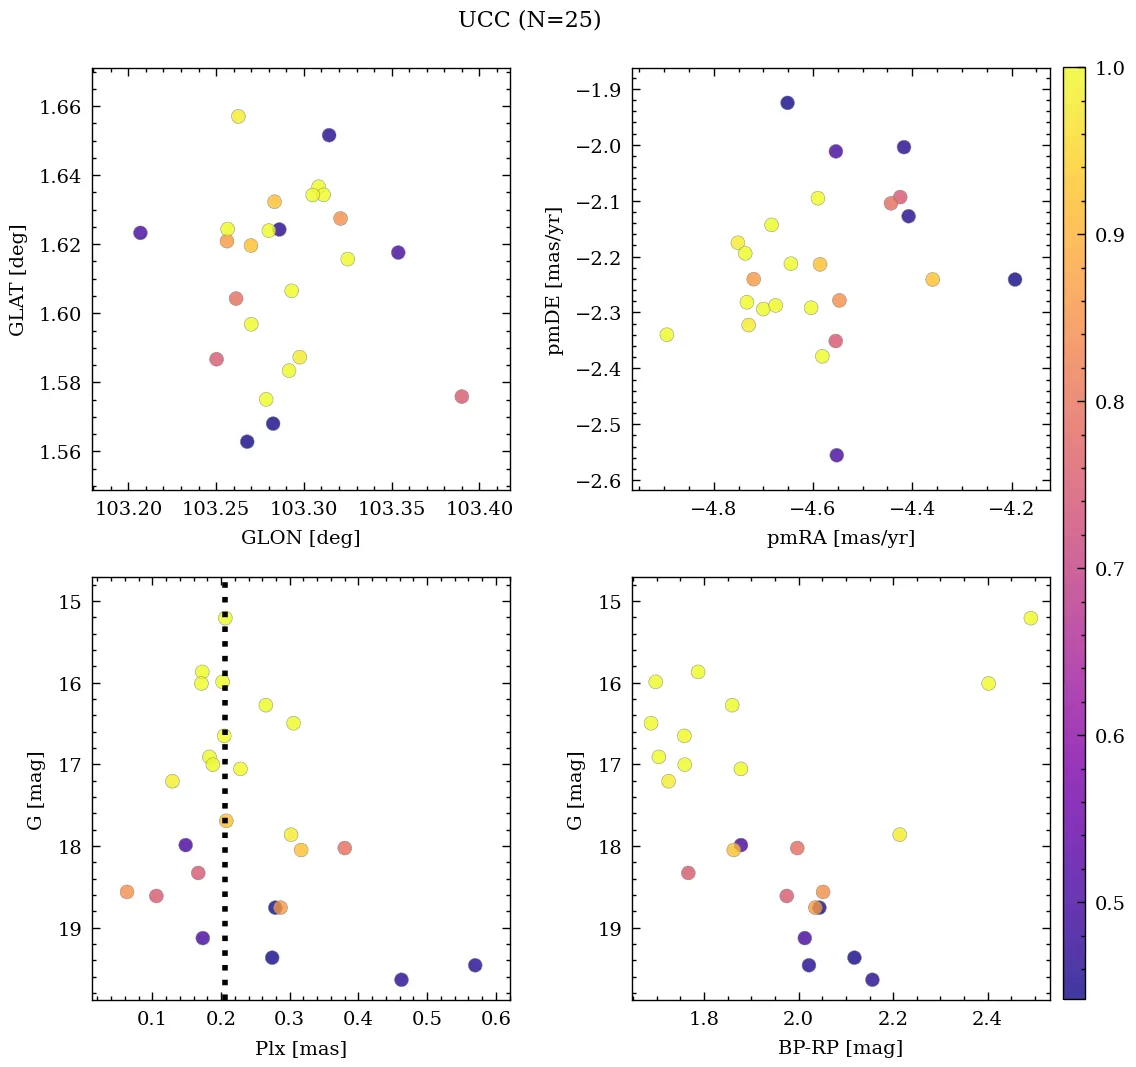 UCC (N=25)
1.66
1.64
1.62
1.60
1.58
1.56
GLAT [deg]
103.20 103.25 103.30 103.35 103.40
GLON [deg]
−1.9
−2.0
−2.1
−2.2
−2.3
−2.4
−2.5
−2.6
pmDE [mas/yr]
−4.8 −4.6 −4.4 −4.2
pmRA [mas/yr]
15
16
17
18
19
G [mag]
0.1 0.2 0.3 0.4 0.5 0.6
Plx [mas]
15
16
17
18
19
G [mag]
1.8 2.0 2.2 2.4
BP-RP [mag]
1.0
0.9
0.8
0.7
0.6
0.5